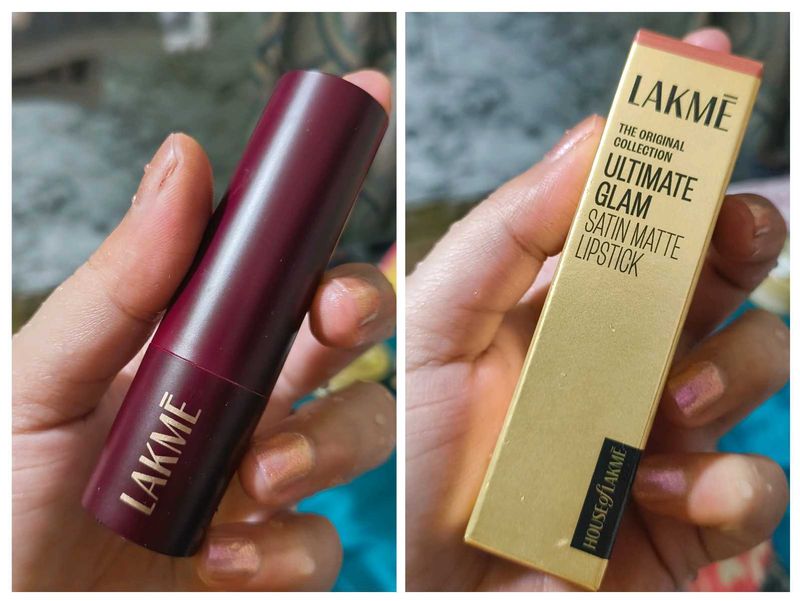 LAKMĒ
LAKMĒ
THE ORIGINAL
COLLECTION
ULTIMATE
GLAM
SATIN MATTE
LIPSTICK
HOUSE of LAKMĒ